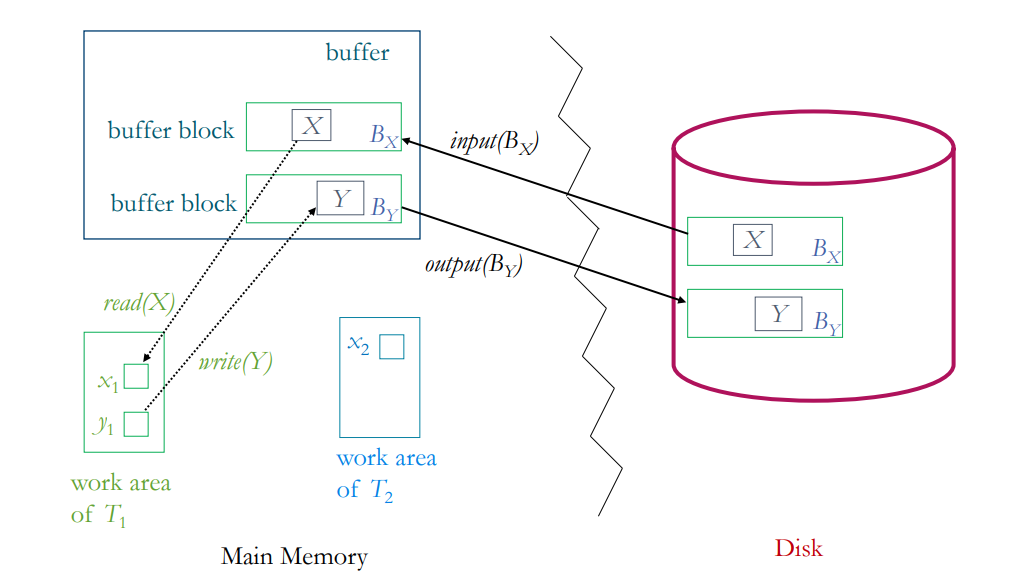 buffer
buffer block
X
B_X
input(B_X)
buffer block
Y
B_Y
output(B_Y)
X
B_X
Y
B_Y
read(X)
write(Y)
x_1
y_1
x_2
work area
of T_1
work area
of T_2
Main Memory
Disk